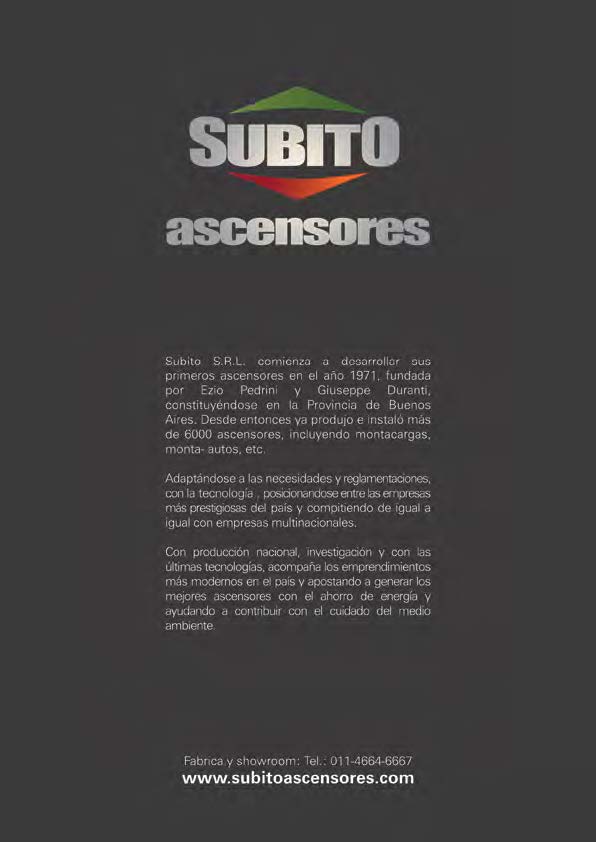 SUBITO
ascensores
Subito S.R.L. comienza a desarrollar sus
primeros ascensores en el año 1971, fundada
por Ezio Pedrini y Giuseppe Duranti,
constituyéndose en la Provincia de Buenos
Aires. Desde entonces ya produjo e instaló más
de 6000 ascensores, incluyendo montacargas,
monta- autos, etc.
Adaptándose a las necesidades y reglamentaciones,
con la tecnología , posicionandose entre las empresas
más prestigiosas del país y compitiendo de igual a
igual con empresas multinacionales.
Con producción nacional, investigación y con las
últimas tecnologías, acompaña los emprendimientos
más modernos en el país y apostando a generar los
mejores ascensores con el ahorro de energía y
ayudando a contribuir con el cuidado del medio
ambiente.
Fabrica y showroom: Tel.: 011-4664-6667
www.subitoascensores.com